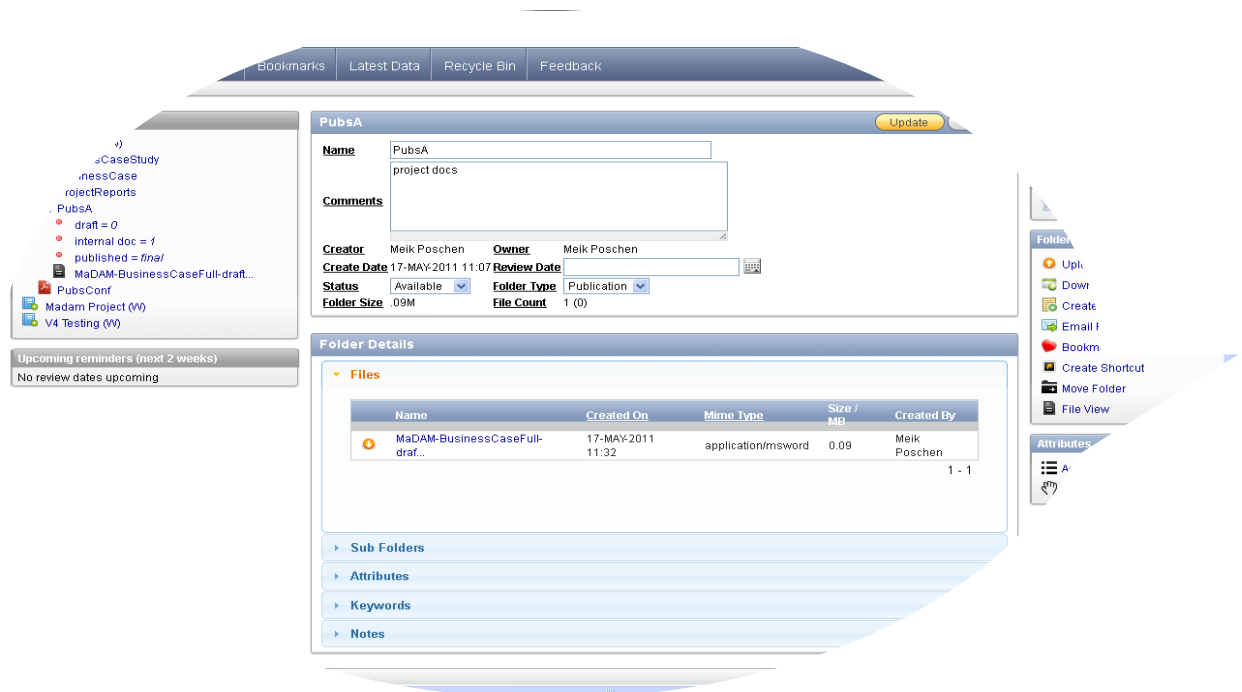 Bookmarks Latest Data Recycle Bin Feedback
PubsA
draft = 0
internal doc = 1
published = final
MaDAM-BusinessCaseFull-draft...
PubsConf
Madam Project (W)
V4 Testing (W)
Upcoming reminders (next 2 weeks)
No review dates upcoming
PubsA Update
Name PubsA
Comments project docs
Creator Meik Poschen Owner Meik Poschen
Create Date 17-MAY-2011 11:07 Review Date
Status Available Folder Type Publication
Folder Size .09M File Count 1 (0)
Folder Details
Files
Name Created On Mime Type Size / MB Created By
MaDAM-BusinessCaseFull- 17-MAY-2011 application/msword 0.09 Meik
draf... 11:32 Poschen
1 - 1
Sub Folders
Attributes
Keywords
Notes
Folder
Create
Email
Create Shortcut
Move Folder
File View
Attributes